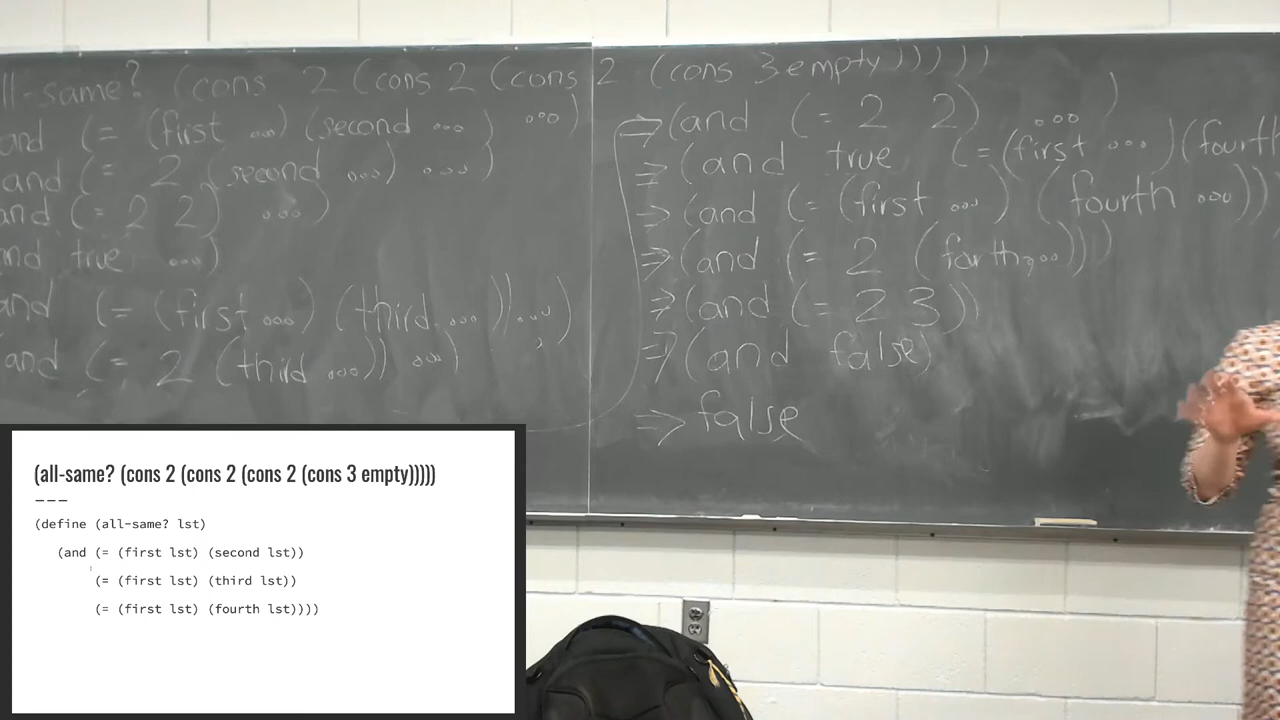 ll-same? (cons 2 (cons 2 (cons 2 (cons 3 empty)))))
and (= (first ...) (second ...) ...)
and (= 2 (second ...) ...)
and (= 2 2) ...)
nd true ...)
and (= (first ...) (third ...)) ...)
and (= 2 (third ...)) ...)
⇒ (and (= 2 2) ... )
⇒ (and true (= (first ... ) (fourth
⇒ (and (= (first ...) (fourth ...))
⇒ (and (= 2 (forth ...)))
⇒ (and (= 2 3))
⇒ (and false)
⇒ false
(all-same? (cons 2 (cons 2 (cons 2 (cons 3 empty)))))
(define (all-same? lst)
(and (= (first lst) (second lst))
(= (first lst) (third lst))
(= (first lst) (fourth lst))))